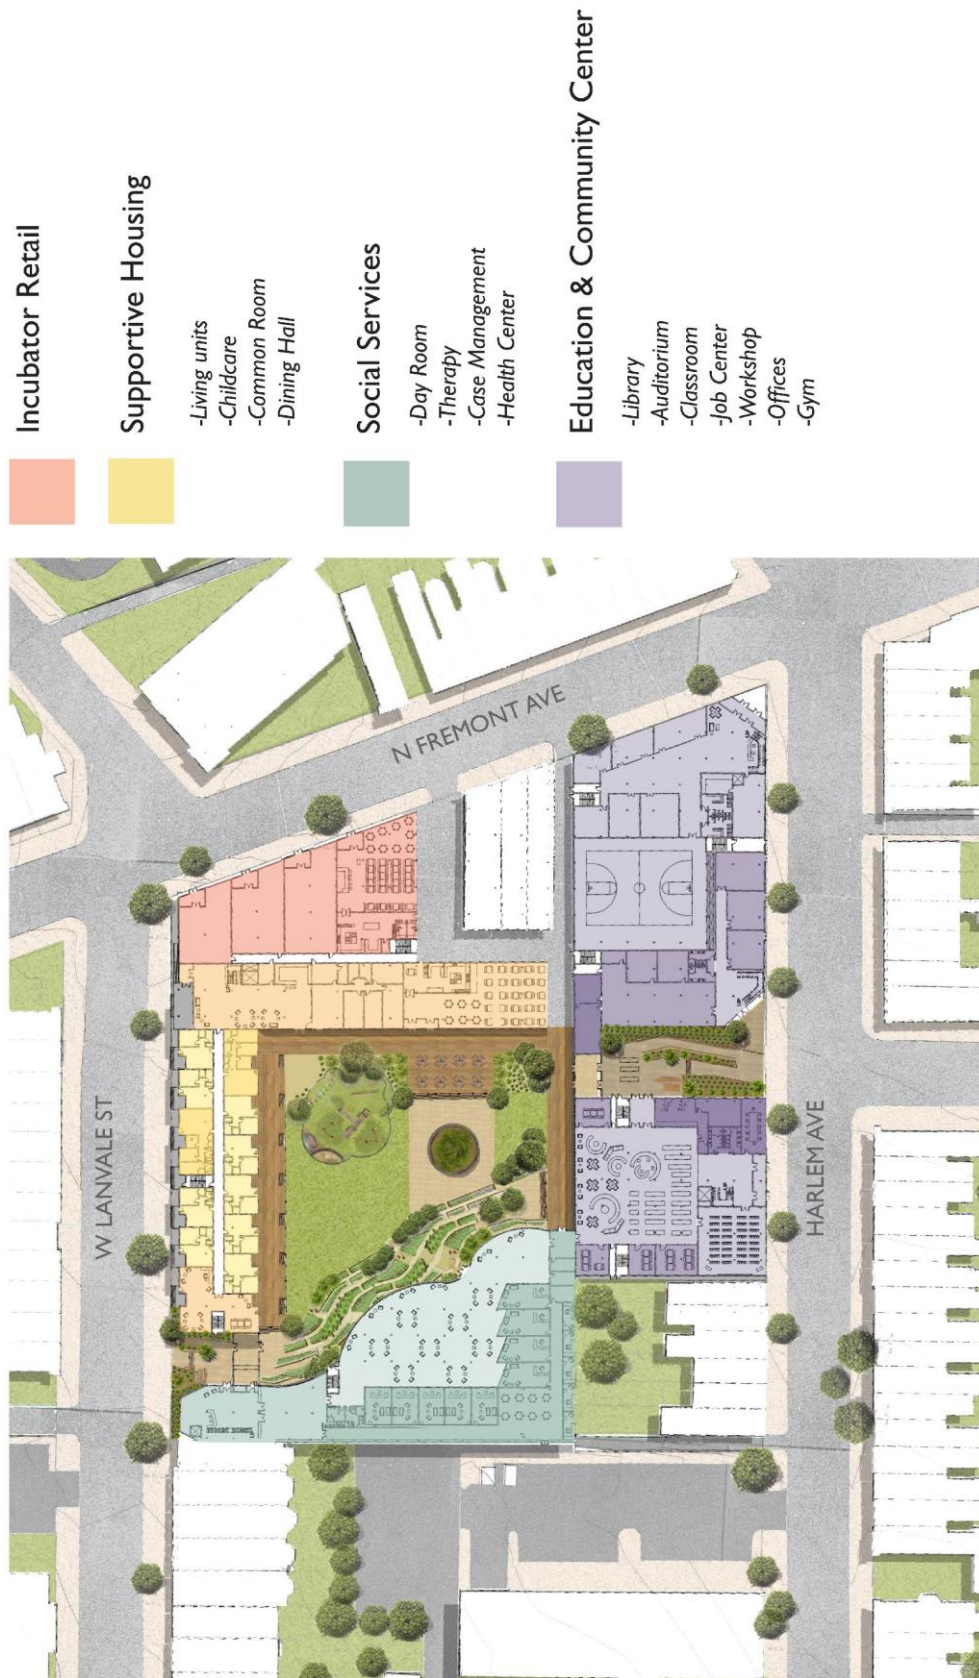 Incubator Retail
Supportive Housing
-Living units
-Childcare
-Common Room
-Dining Hall
Social Services
-Day Room
-Therapy
-Case Management
-Health Center
Education & Community Center
-Library
-Auditorium
-Classroom
-Job Center
-Workshop
-Offices
-Gym
N FREMONT AVE
W LANVALE ST
HARLEM AVE